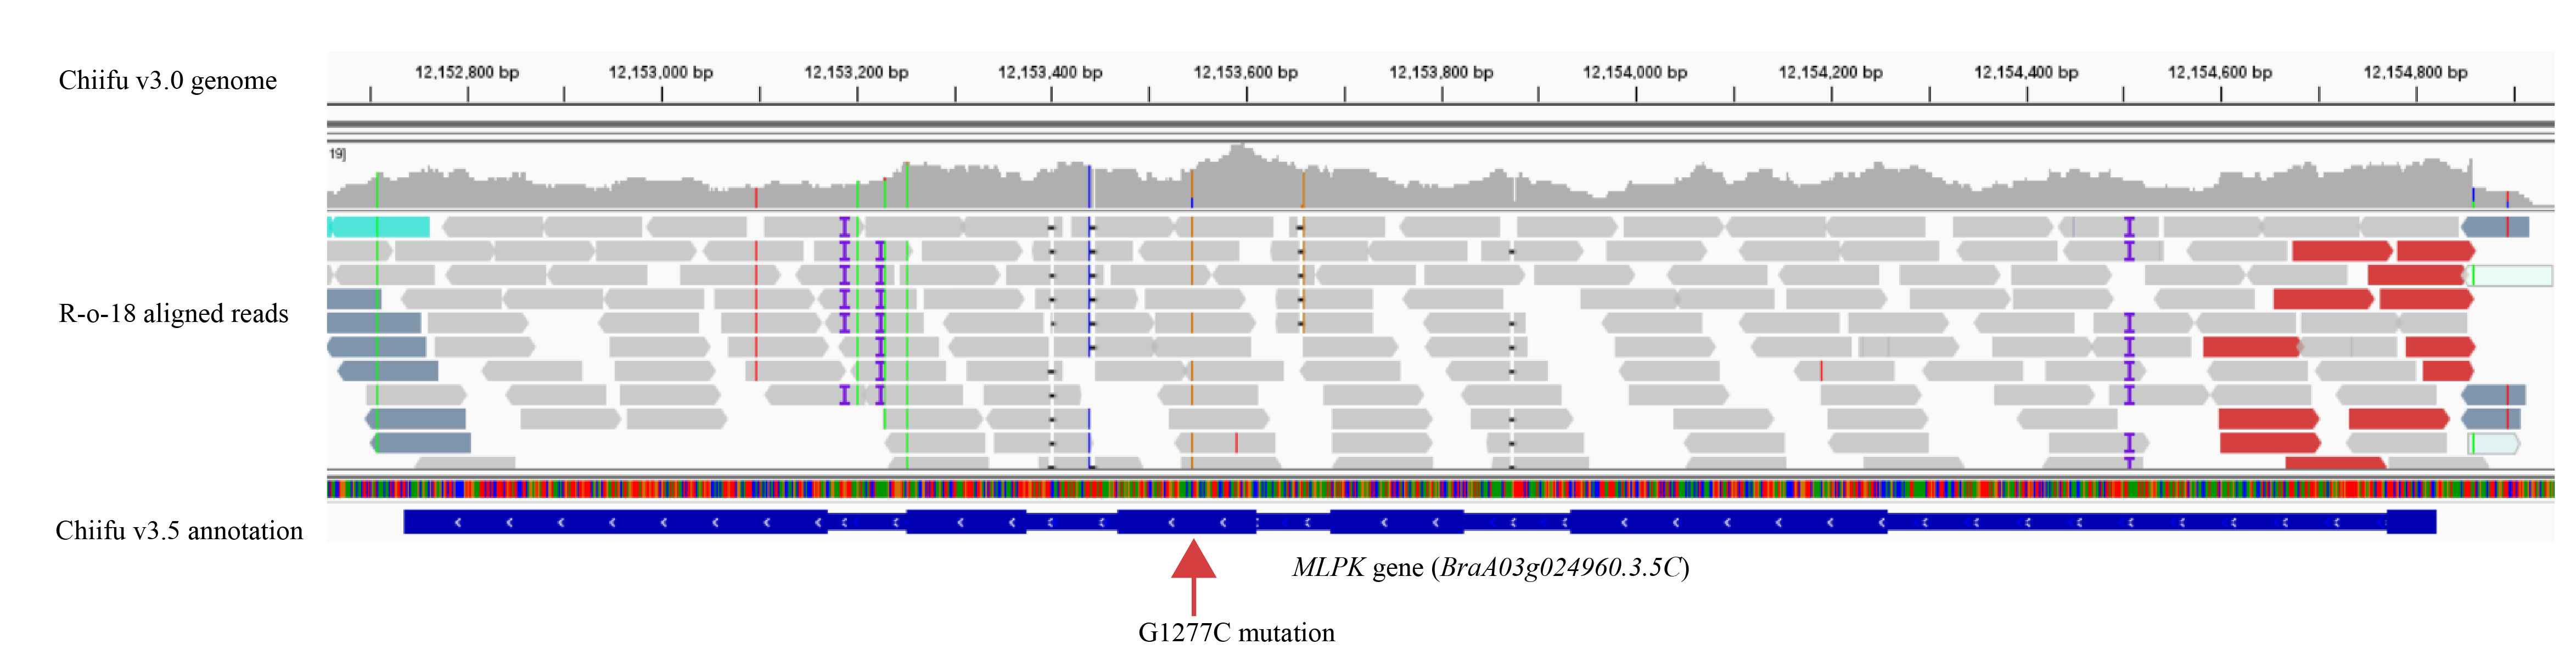 Chiifu v3.0 genome
12,152,800 bp 12,153,000 bp 12,153,200 bp 12,153,400 bp 12,153,600 bp 12,153,800 bp 12,154,000 bp 12,154,200 bp 12,154,400 bp 12,154,600 bp 12,154,800 bp
19]
R-o-18 aligned reads
Chiifu v3.5 annotation
MLPK gene (BraA03g024960.3.5C)
G1277C mutation